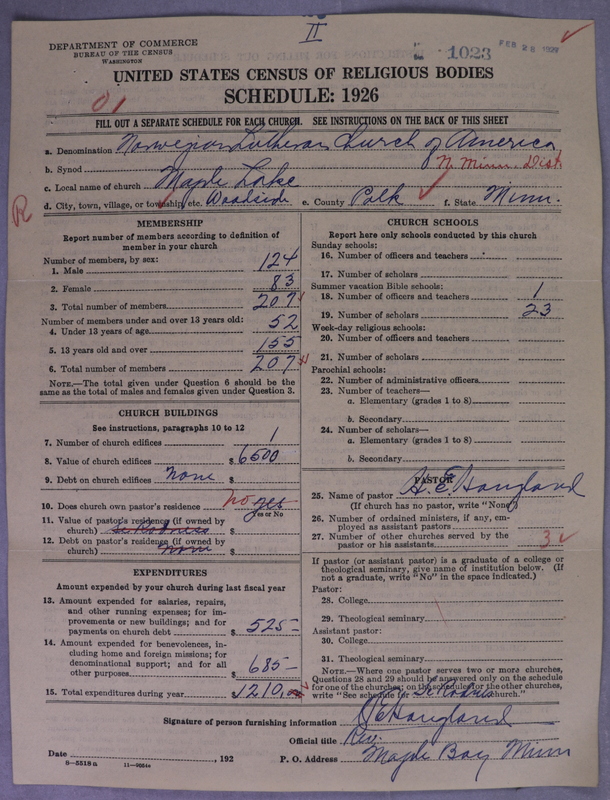 II
DEPARTMENT OF COMMERCE
BUREAU OF THE CENSUS
WASHINGTON
1023
FEB 28 192
UNITED STATES CENSUS OF RELIGIOUS BODIES
SCHEDULE: 1926
01
FILL OUT A SEPARATE SCHEDULE FOR EACH CHURCH. SEE INSTRUCTIONS ON THE BACK OF THIS SHEET
a. Denomination Norwegian Lutheran Church of America
b. Synod N. Minn. Dist
c. Local name of church Maple Lake
d. City, town, village, or township, etc. Woodside e. County Polk f. State Minn.
R
MEMBERSHIP
Report number of members according to definition of
member in your church
Number of members, by sex:
1. Male 124
2. Female 83
3. Total number of members 207
Number of members under and over 13 years old:
4. Under 13 years of age 52
5. 13 years old and over 155
6. Total number of members 207
NOTE.—The total given under Question 6 should be
same as the total of males and females given under Question 3.
CHURCH BUILDINGS
See instructions, paragraphs 10 to 12
7. Number of church edifices 1
8. Value of church edifices $ 6500
9. Debt on church edifices None $
10. Does church own pastor's residence no yes
Yes or No
11. Value of pastor's residence (if owned by
church) $
12. Debt on pastor's residence (if owned by
church) none $
EXPENDITURES
Amount expended by your church during last fiscal year
13. Amount expended for salaries, repairs,
and other running expenses; for im-
provements or new buildings; and for
payments on church debt $ 525-
14. Amount expended for benevolences, in-
cluding home and foreign missions; for
denominational support; and for all
other purposes $ 685-
15. Total expenditures during year $ 1210.
CHURCH SCHOOLS
Report here only schools conducted by this church
Sunday schools:
16. Number of officers and teachers
17. Number of scholars
Summer vacation Bible schools:
18. Number of officers and teachers 1
19. Number of scholars 23
Week-day religious schools:
20. Number of officers and teachers
21. Number of scholars
Parochial schools:
22. Number of administrative officers
23. Number of teachers—
a. Elementary (grades 1 to 8)
b. Secondary
24. Number of scholars—
a. Elementary (grades 1 to 8)
b. Secondary
PASTOR
25. Name of pastor H. E. Haugland
(If church has no pastor, write "None")
26. Number of ordained ministers, if any, em-
ployed as assistant pastors
27. Number of other churches served by the
pastor or his assistants 3
If pastor (or assistant pastor) is a graduate of a college or
theological seminary, give name of institution below. (If
not a graduate, write "No" in the space indicated.)
Pastor:
28. College
29. Theological seminary
Assistant pastor:
30. College
31. Theological seminary
NOTE.—Where one pastor serves two or more churches,
Questions 28 and 29 should be answered only on the schedule
for one of the churches; on the schedules for the other churches,
write "See schedule for church."
Signature of person furnishing information Haugland
Official title Rev.
Date , 192 P. O. Address Maple Bay Minn
8—5518a 11—9054a